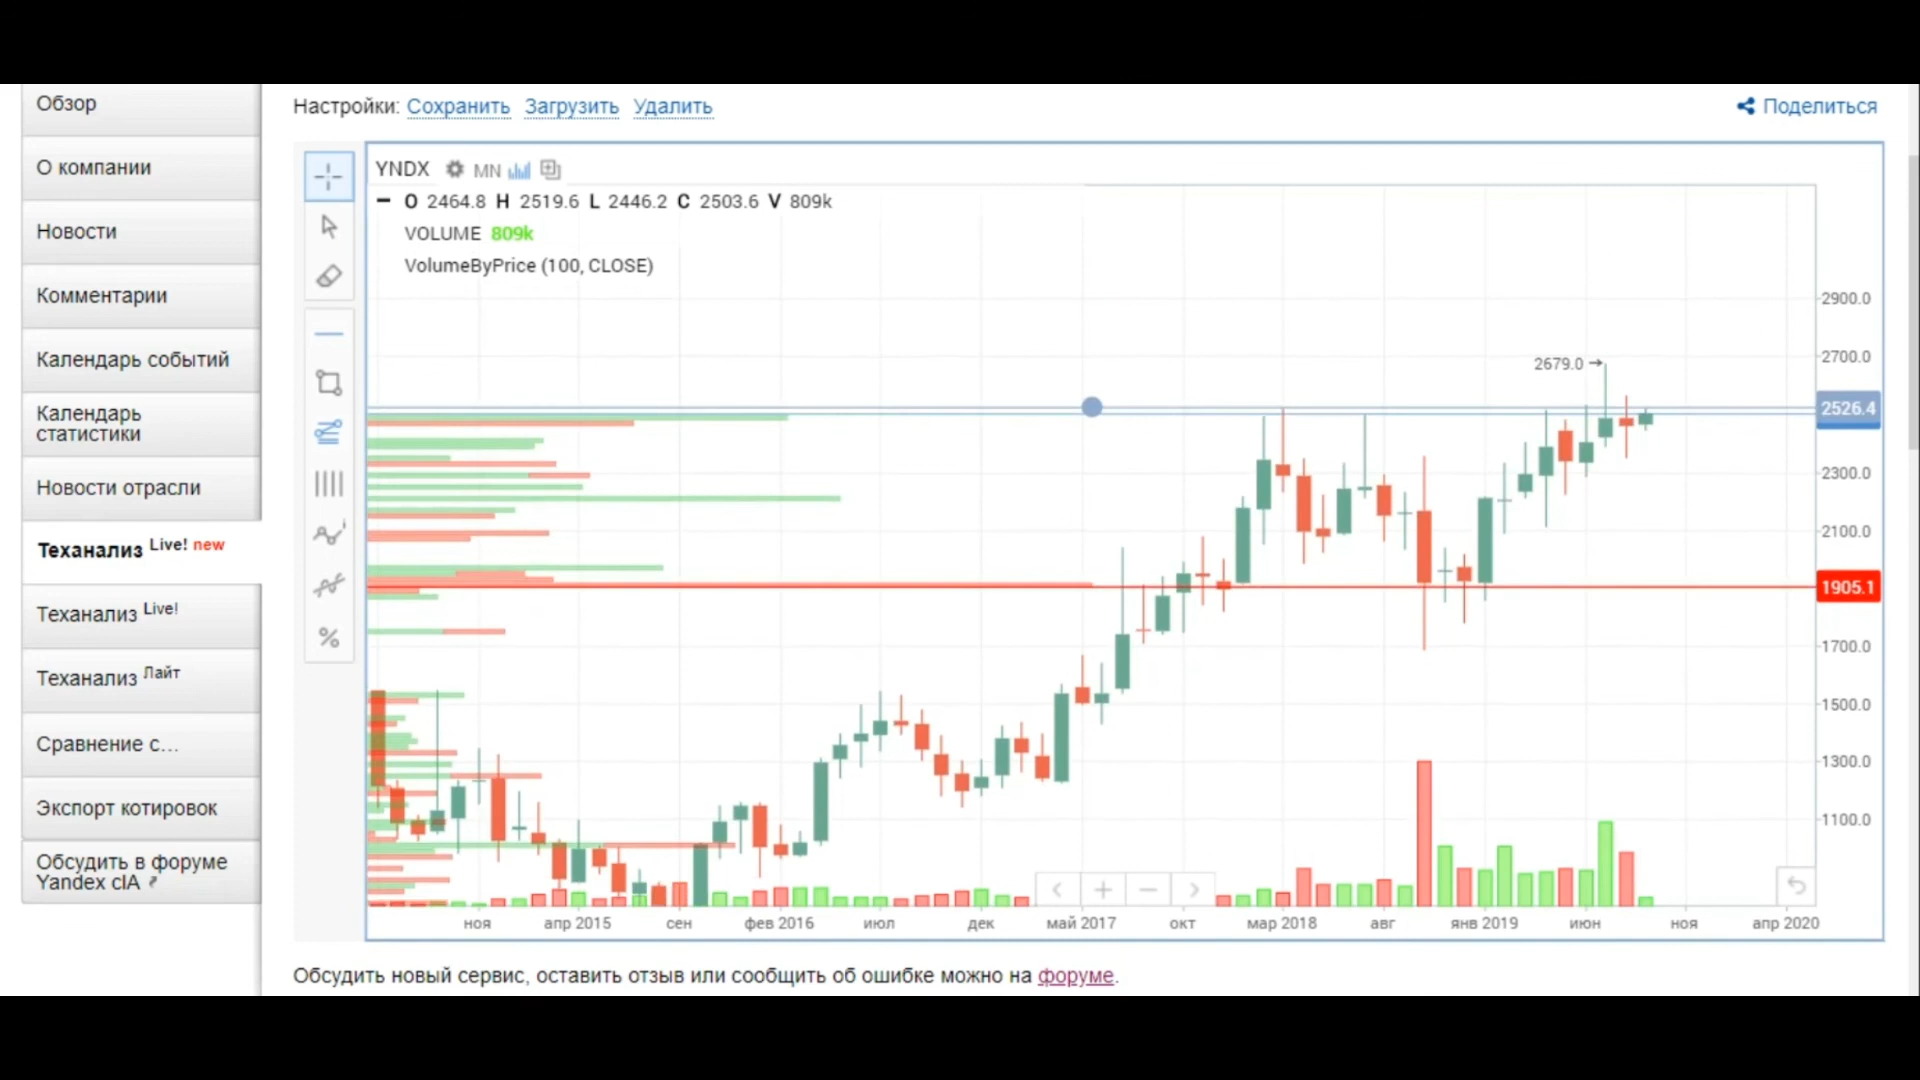 Обзор
О компании
Новости
Комментарии
Календарь событий
Календарь
статистики
Новости отрасли
Теханализ Live! new
Теханализ Live!
Теханализ Лайт
Сравнение с...
Экспорт котировок
Обсудить в форуме
Yandex clA
Настройки: Сохранить Загрузить Удалить
Поделиться
YNDX MN
O 2464.8 H 2519.6 L 2446.2 C 2503.6 V 809k
VOLUME 809k
VolumeByPrice (100, CLOSE)
2679.0 →
2900.0
2700.0
2526.4
2300.0
2100.0
1905.1
1700.0
1500.0
1300.0
1100.0
ноя апр 2015 сен фев 2016 июл дек май 2017 окт мар 2018 авг янв 2019 июн ноя апр 2020
Обсудить новый сервис, оставить отзыв или сообщить об ошибке можно на форуме.